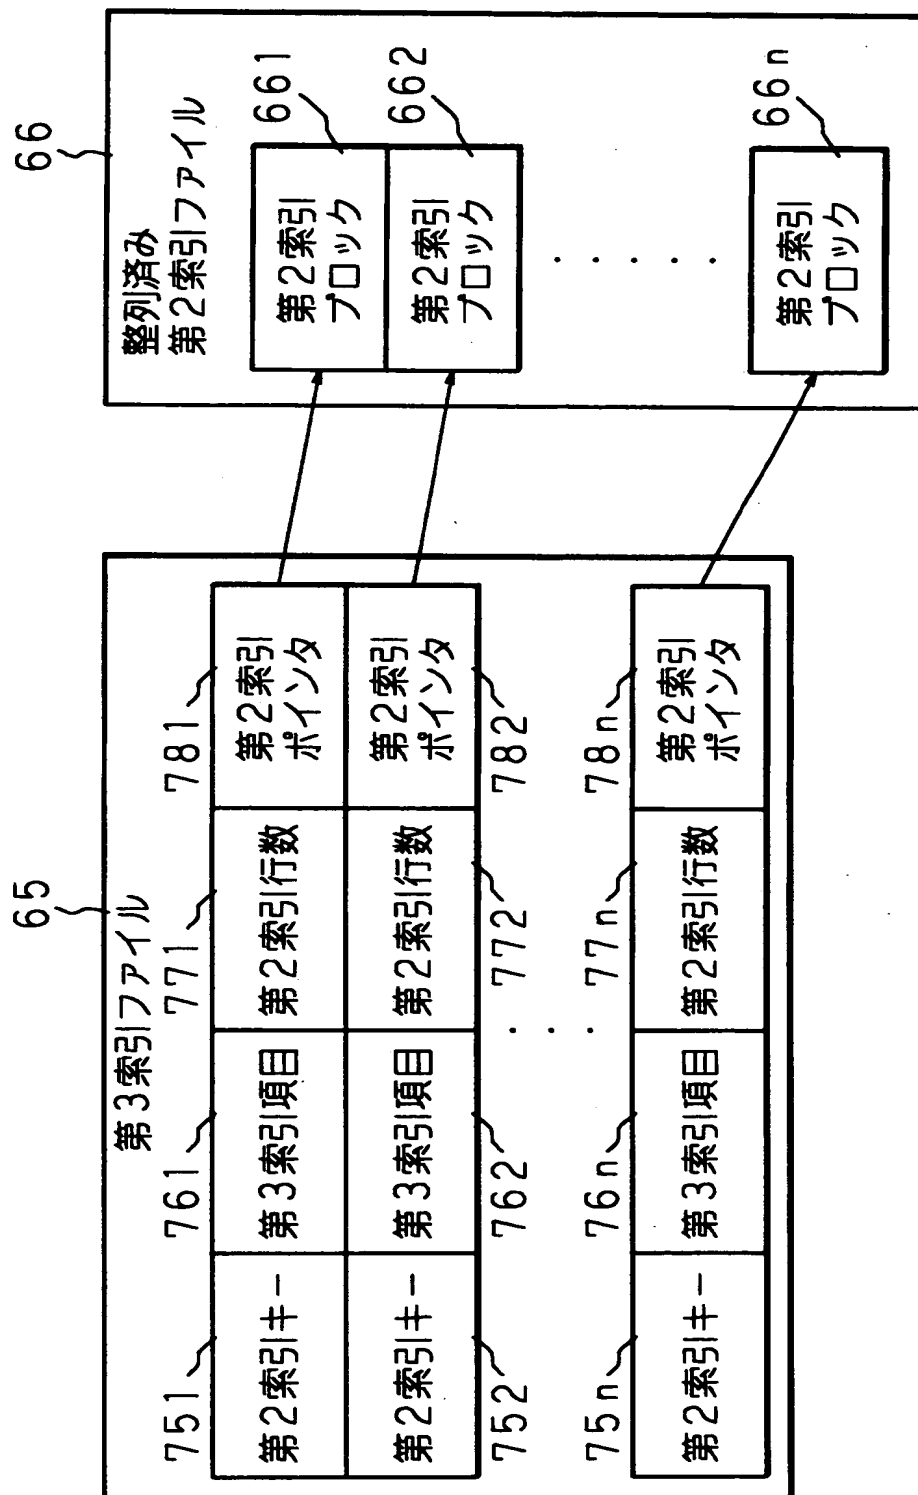 65
第3索引ファイル
751
761
771
781
第2索引キー
第3索引項目
第2索引行数
第2索引
ポインタ
第2索引キー
第3索引項目
第2索引行数
第2索引
ポインタ
752
762
772
782
75n
76n
77n
78n
第2索引キー
第3索引項目
第2索引行数
第2索引
ポインタ
66
整列済み
第2索引ファイル
第2索引
ブロック
661
第2索引
ブロック
662
第2索引
ブロック
66n